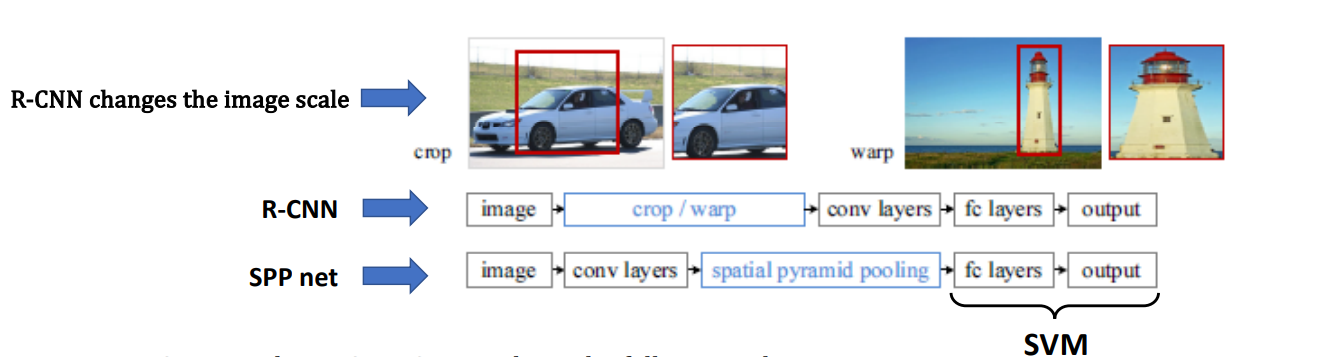 R-CNN changes the image scale
crop
warp
R-CNN
image
crop / warp
conv layers
fc layers
output
SPP net
image
conv layers
spatial pyramid pooling
fc layers
output
SVM